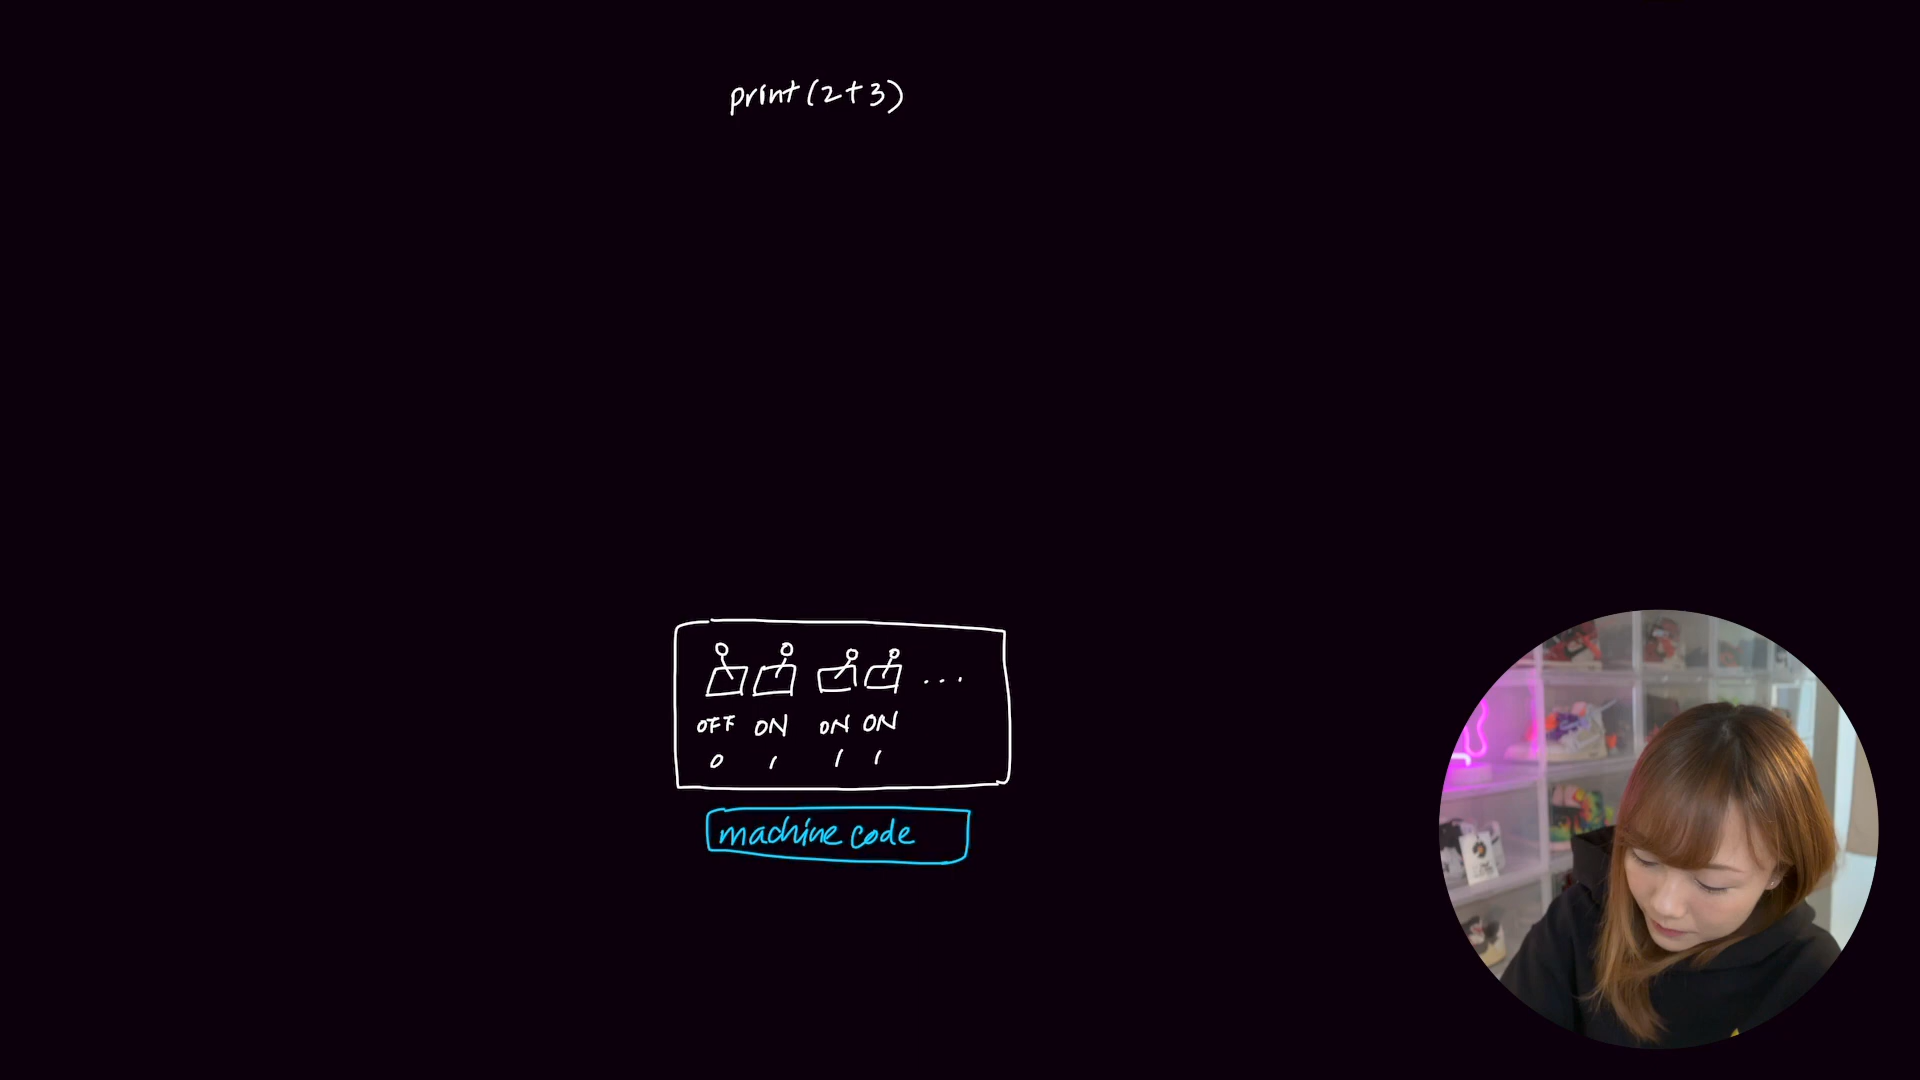 print(2+3)
...
OFF ON ON ON
0 1 1 1
machine code